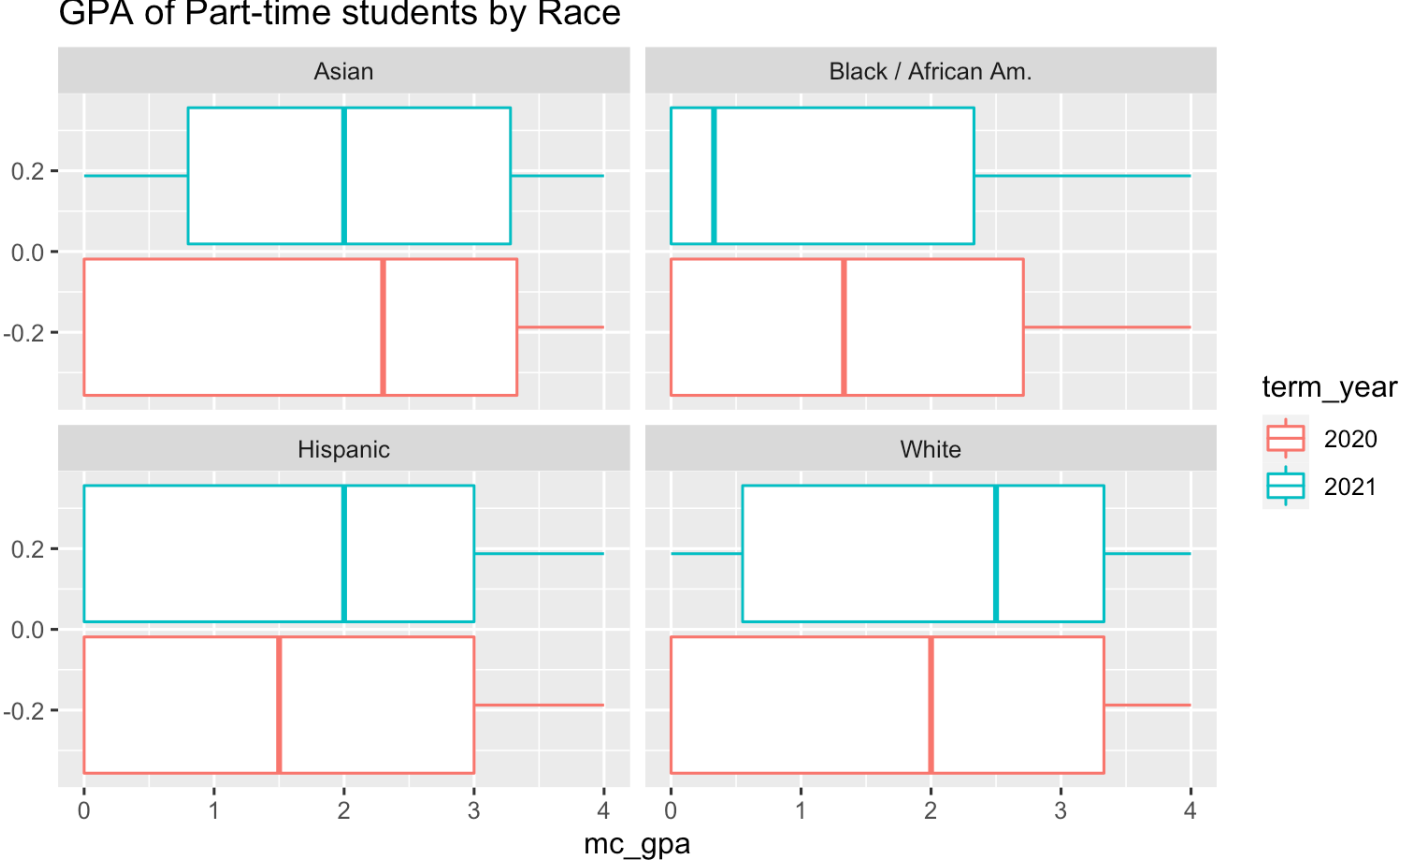 GPA of Part-time students by Race
Asian
Black / African Am.
0.2
0.0
-0.2
Hispanic
White
0.2
0.0
-0.2
0 1 2 3 4 0 1 2 3 4
mc_gpa
term_year
2020
2021